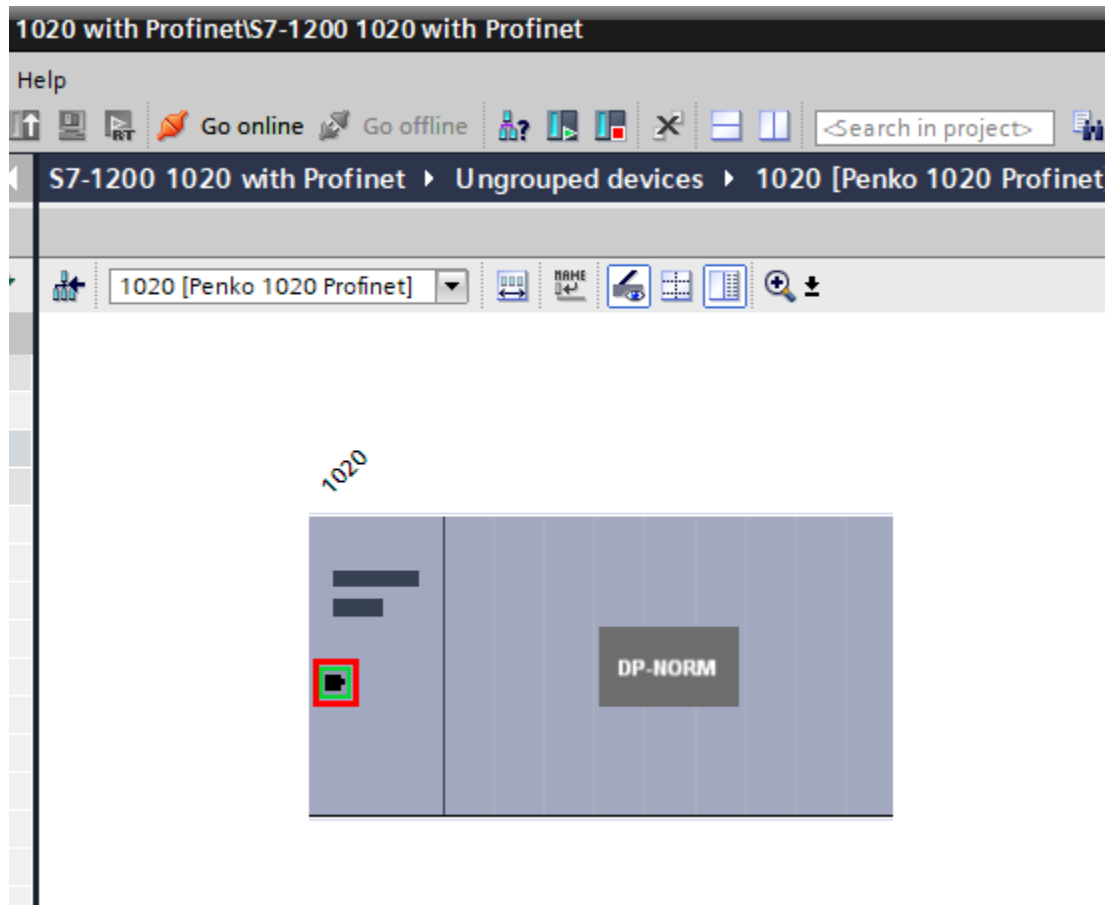 1020 with Profinet\S7-1200 1020 with Profinet
Help
RT Go online Go offline ? <Search in project>
S7-1200 1020 with Profinet Ungrouped devices 1020 [Penko 1020 Profinet
1020 [Penko 1020 Profinet] NAME
1020
DP-NORM